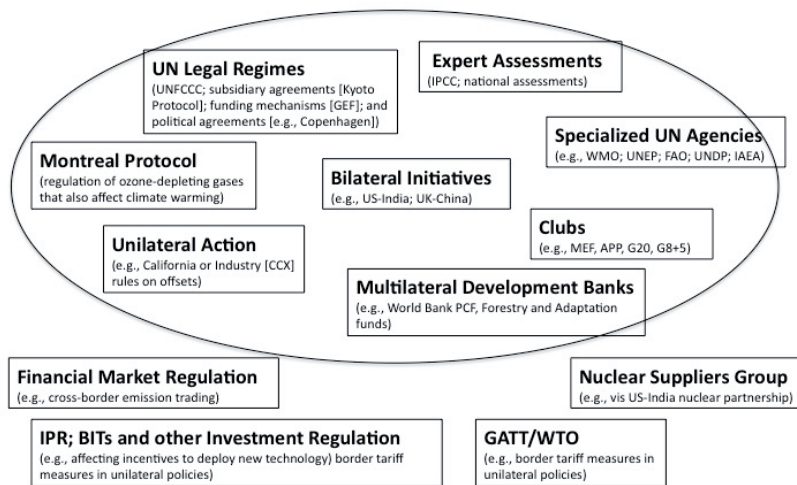 UN Legal Regimes
(UNFCCC; subsidiary agreements [Kyoto
Protocol]; funding mechanisms [GEF]; and
political agreements [e.g., Copenhagen])
Expert Assessments
(IPCC; national assessments)
Specialized UN Agencies
(e.g., WMO; UNEP; FAO; UNDP; IAEA)
Montreal Protocol
(regulation of ozone-depleting gases
that also affect climate warming)
Bilateral Initiatives
(e.g., US-India; UK-China)
Clubs
(e.g., MEF, APP, G20, G8+5)
Unilateral Action
(e.g., California or Industry [CCX]
rules on offsets)
Multilateral Development Banks
(e.g., World Bank PCF, Forestry and Adaptation
funds)
Financial Market Regulation
(e.g., cross-border emission trading)
Nuclear Suppliers Group
(e.g., vis US-India nuclear partnership)
IPR; BITs and other Investment Regulation
(e.g., affecting incentives to deploy new technology) border tariff
measures in unilateral policies)
GATT/WTO
(e.g., border tariff measures in
unilateral policies)